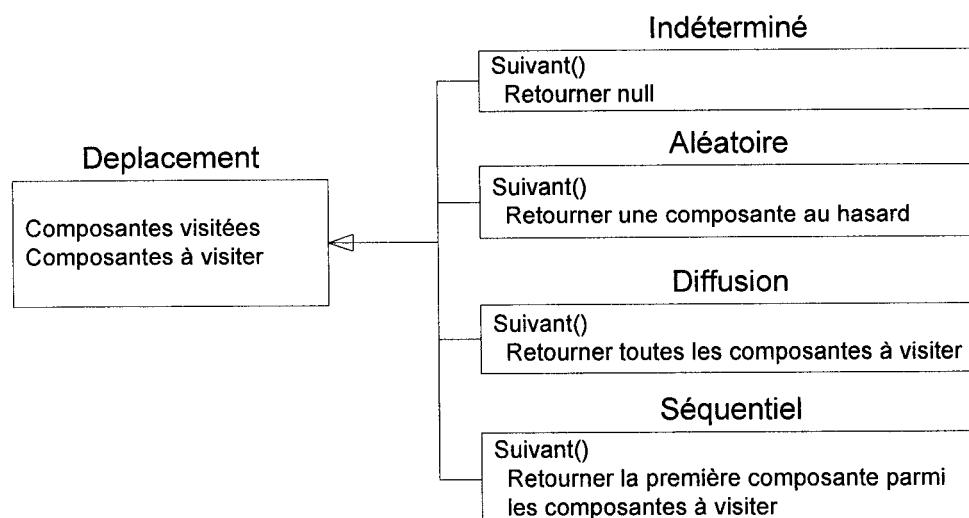 Deplacement
Composantes visitées
Composantes à visiter
Indéterminé
Suivant()
Retourner null
Aléatoire
Suivant()
Retourner une composante au hasard
Diffusion
Suivant()
Retourner toutes les composantes à visiter
Séquentiel
Suivant()
Retourner la première composante parmi
les composantes à visiter